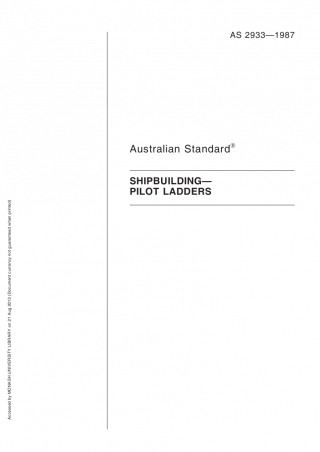 AS 2933—1987
Australian Standard®
SHIPBUILDING—
PILOT LADDERS
Accessed by MONASH UNIVERSITY LIBRARY on 21 Aug 2013 (Document currency not guaranteed when printed)